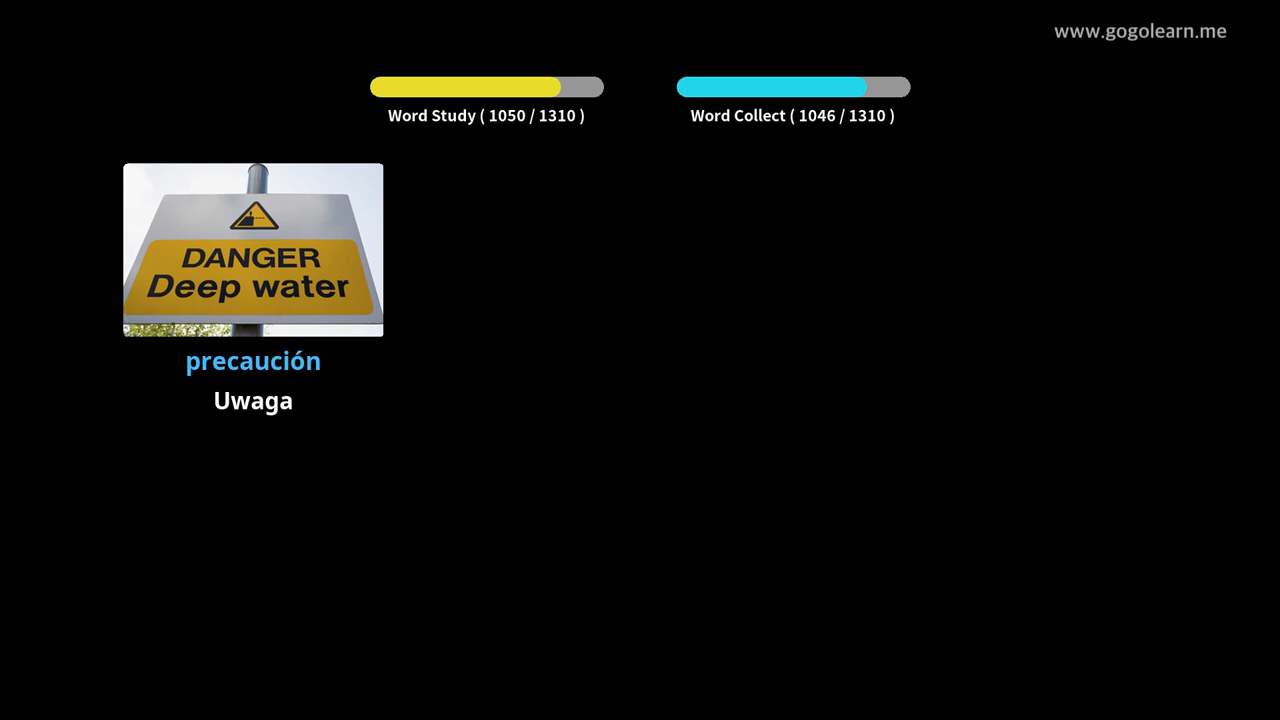 www.gogolearn.me
Word Study ( 1050 / 1310 )
Word Collect ( 1046 / 1310 )
DANGER
Deep water
precaución
Uwaga